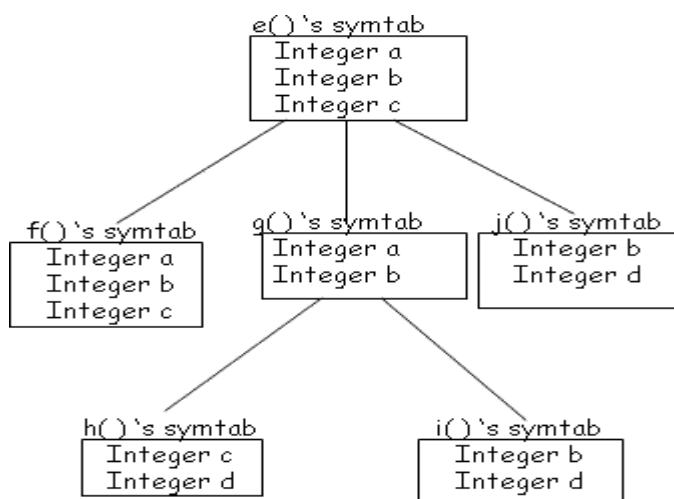 e()`s symtab
Integer a
Integer b
Integer c
f()`s symtab
Integer a
Integer b
Integer c
g()`s symtab
Integer a
Integer b
j()`s symtab
Integer b
Integer d
h()`s symtab
Integer c
Integer d
i()`s symtab
Integer b
Integer d